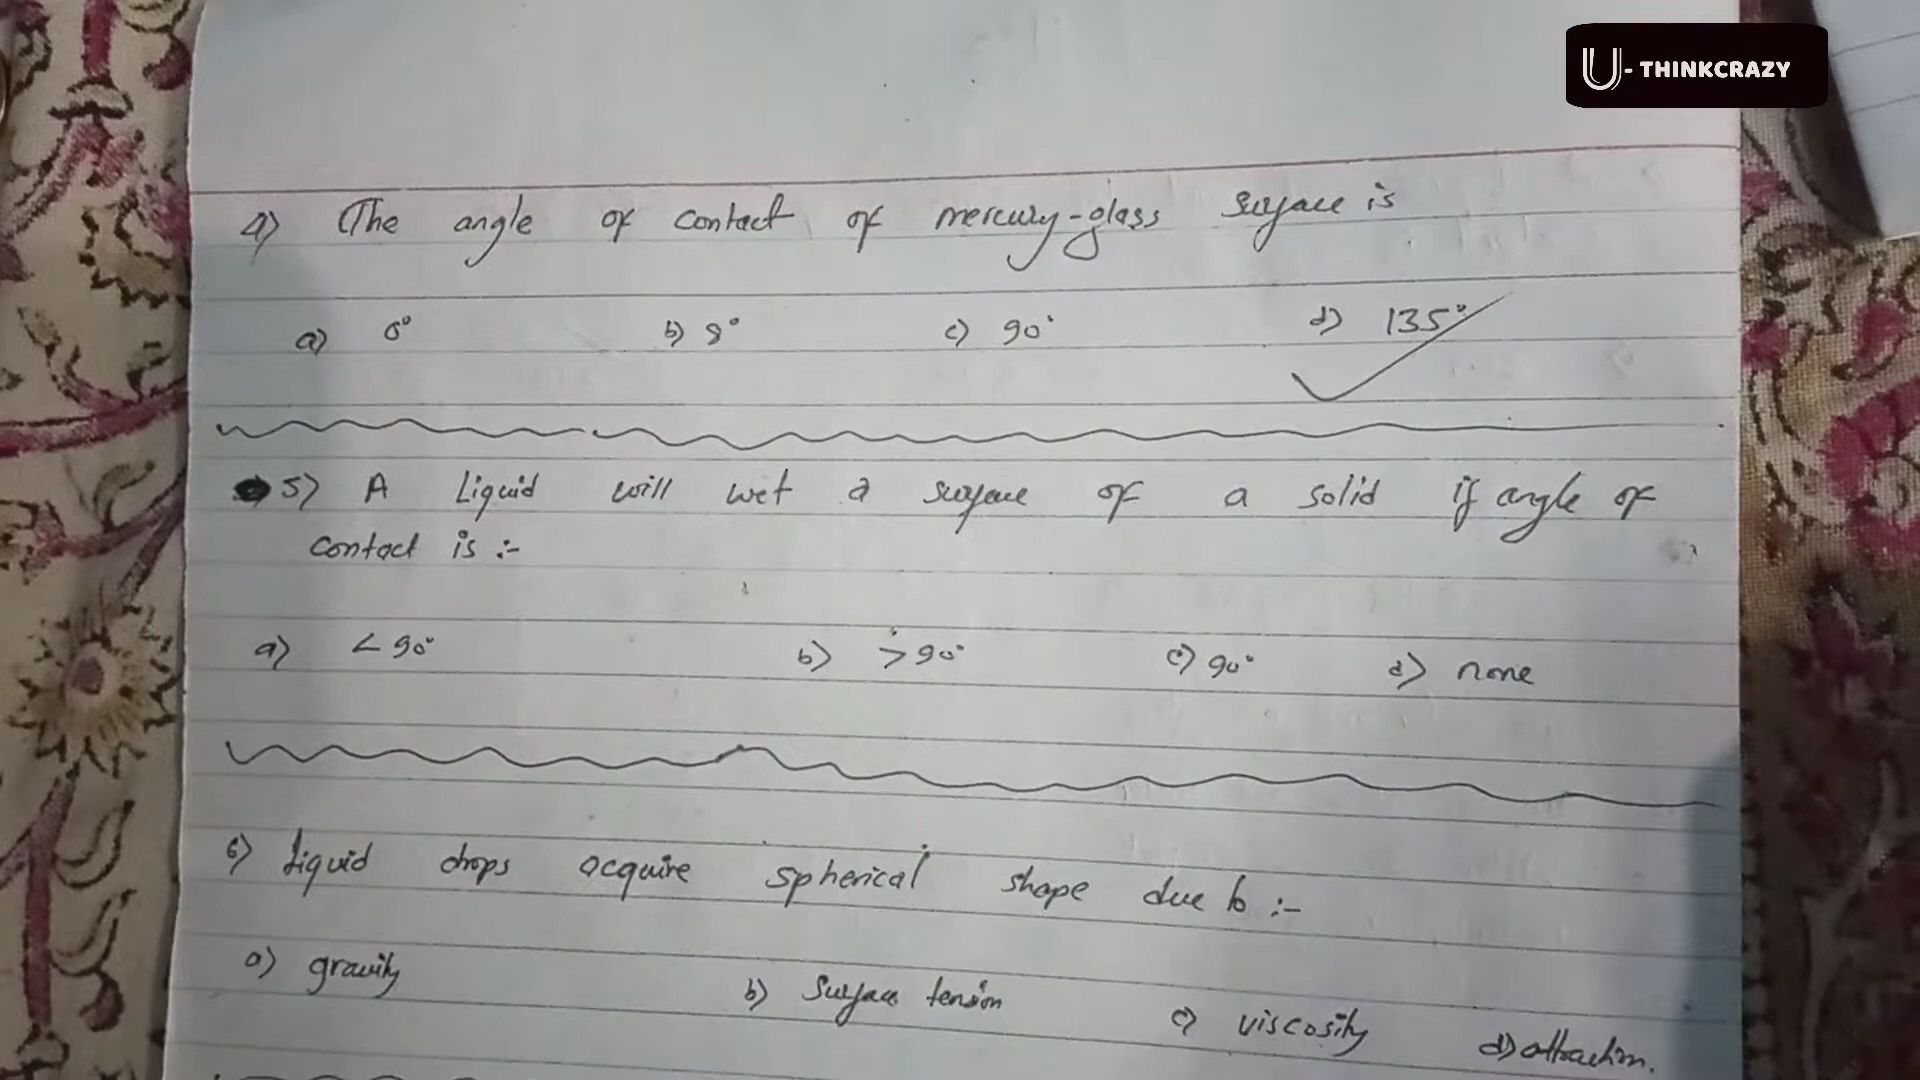 U-THINKCRAZY
4) The angle of contact of mercury-glass surface is
a) 0° b) 8° c) 90° d) 135°
5) A liquid will wet a surface of a solid if angle of
contact is :-
a) < 90° b) > 90° c) 90° d) none
6) Liquid drops acquire spherical shape due to :-
a) gravity b) Surface tension c) viscosity d) attraction.